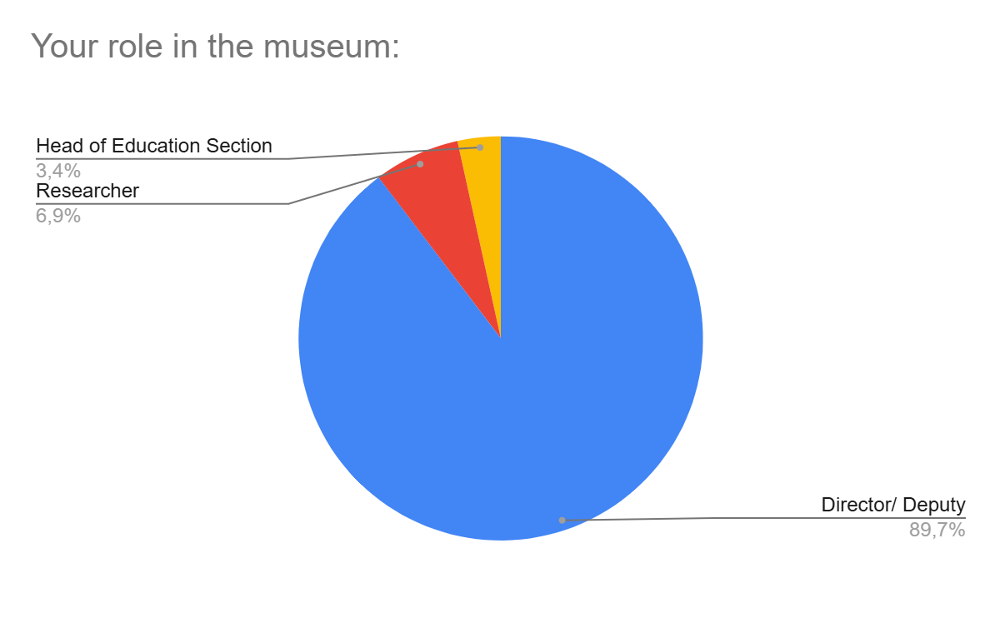 Your role in the museum:
Head of Education Section
3,4%
Researcher
6,9%
Director/ Deputy
89,7%